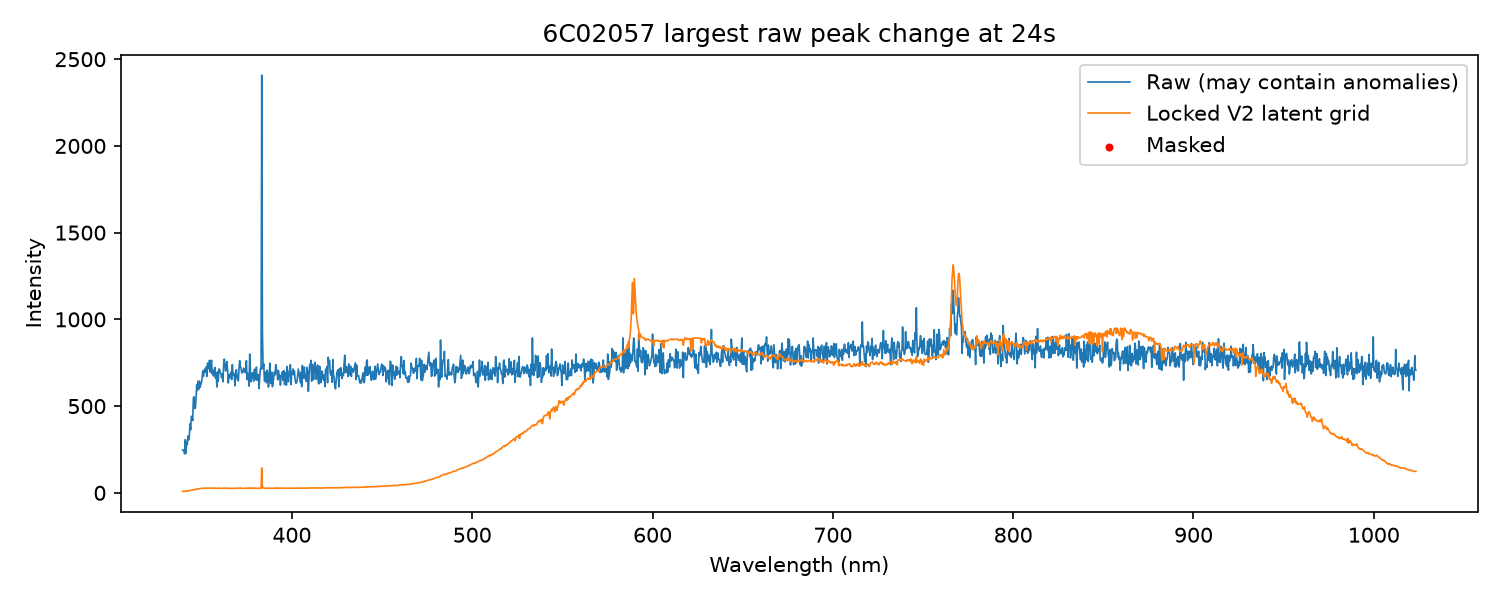 6C02057 largest raw peak change at 24s
2500
2000
1500
1000
500
0
Intensity
Raw (may contain anomalies)
Locked V2 latent grid
Masked
400 500 600 700 800 900 1000
Wavelength (nm)